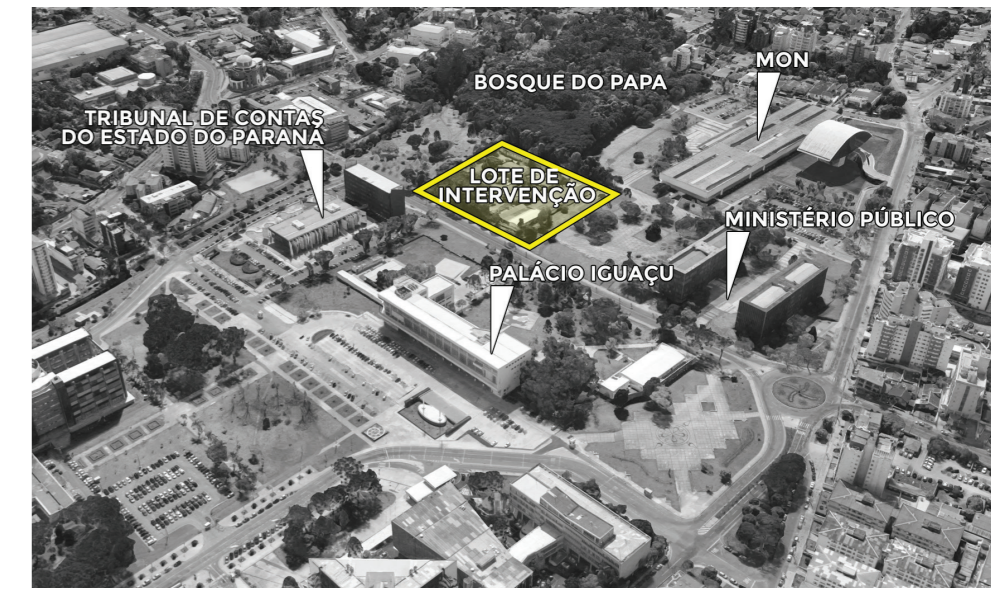 MON
BOSQUE DO PAPA
TRIBUNAL DE CONTAS
DO ESTADO DO PARANÁ
LOTE DE
INTERVENÇÃO
MINISTÉRIO PÚBLICO
PALÁCIO IGUAÇU